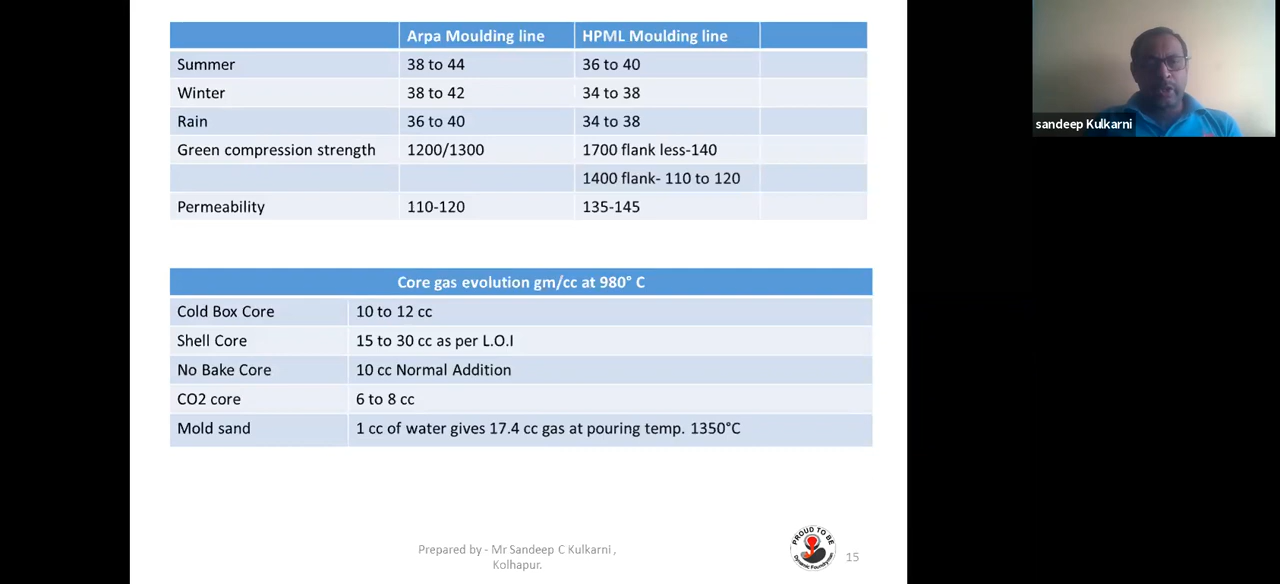 Arpa Moulding line HPML Moulding line
Summer 38 to 44 36 to 40
Winter 38 to 42 34 to 38
Rain 36 to 40 34 to 38
Green compression strength 1200/1300 1700 flank less-140
1400 flank- 110 to 120
Permeability 110-120 135-145
Core gas evolution gm/cc at 980° C
Cold Box Core 10 to 12 cc
Shell Core 15 to 30 cc as per L.O.I
No Bake Core 10 cc Normal Addition
CO2 core 6 to 8 cc
Mold sand 1 cc of water gives 17.4 cc gas at pouring temp. 1350°C
Prepared by - Mr Sandeep C Kulkarni ,
Kolhapur.
PROUD TO BE
Dynamic Foundrymen
15
sandeep Kulkarni